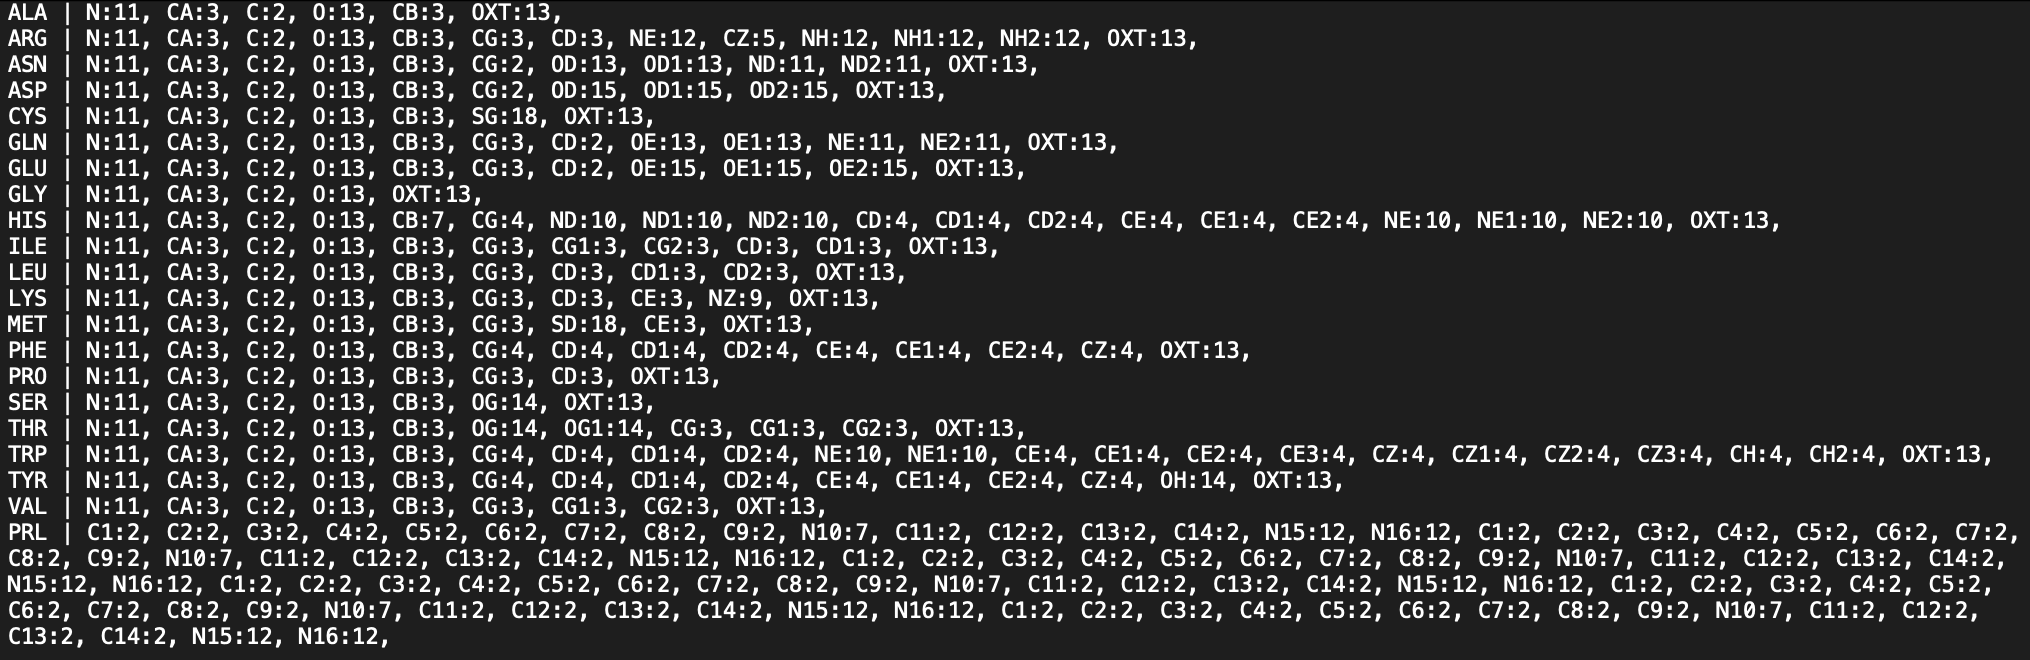 ALA | N:11, CA:3, C:2, O:13, CB:3, OXT:13,
ARG | N:11, CA:3, C:2, O:13, CB:3, CG:3, CD:3, NE:12, CZ:5, NH:12, NH1:12, NH2:12, OXT:13,
ASN | N:11, CA:3, C:2, O:13, CB:3, CG:2, OD:13, OD1:13, ND:11, ND2:11, OXT:13,
ASP | N:11, CA:3, C:2, O:13, CB:3, CG:2, OD:15, OD1:15, OD2:15, OXT:13,
CYS | N:11, CA:3, C:2, O:13, CB:3, SG:18, OXT:13,
GLN | N:11, CA:3, C:2, O:13, CB:3, CG:3, CD:2, OE:13, OE1:13, NE:11, NE2:11, OXT:13,
GLU | N:11, CA:3, C:2, O:13, CB:3, CG:3, CD:2, OE:15, OE1:15, OE2:15, OXT:13,
GLY | N:11, CA:3, C:2, O:13, OXT:13,
HIS | N:11, CA:3, C:2, O:13, CB:7, CG:4, ND:10, ND1:10, ND2:10, CD:4, CD1:4, CD2:4, CE:4, CE1:4, CE2:4, NE:10, NE1:10, NE2:10, OXT:13,
ILE | N:11, CA:3, C:2, O:13, CB:3, CG:3, CG1:3, CG2:3, CD:3, CD1:3, OXT:13,
LEU | N:11, CA:3, C:2, O:13, CB:3, CG:3, CD:3, CD1:3, CD2:3, OXT:13,
LYS | N:11, CA:3, C:2, O:13, CB:3, CG:3, CD:3, CE:3, NZ:9, OXT:13,
MET | N:11, CA:3, C:2, O:13, CB:3, CG:3, SD:18, CE:3, OXT:13,
PHE | N:11, CA:3, C:2, O:13, CB:3, CG:4, CD:4, CD1:4, CD2:4, CE:4, CE1:4, CE2:4, CZ:4, OXT:13,
PRO | N:11, CA:3, C:2, O:13, CB:3, CG:3, CD:3, OXT:13,
SER | N:11, CA:3, C:2, O:13, CB:3, OG:14, OXT:13,
THR | N:11, CA:3, C:2, O:13, CB:3, OG:14, OG1:14, CG:3, CG1:3, CG2:3, OXT:13,
TRP | N:11, CA:3, C:2, O:13, CB:3, CG:4, CD:4, CD1:4, CD2:4, NE:10, NE1:10, CE:4, CE1:4, CE2:4, CE3:4, CZ:4, CZ1:4, CZ2:4, CZ3:4, CH:4, CH2:4, OXT:13,
TYR | N:11, CA:3, C:2, O:13, CB:3, CG:4, CD:4, CD1:4, CD2:4, CE:4, CE1:4, CE2:4, CZ:4, OH:14, OXT:13,
VAL | N:11, CA:3, C:2, O:13, CB:3, CG:3, CG1:3, CG2:3, OXT:13,
PRL | C1:2, C2:2, C3:2, C4:2, C5:2, C6:2, C7:2, C8:2, C9:2, N10:7, C11:2, C12:2, C13:2, C14:2, N15:12, N16:12, C1:2, C2:2, C3:2, C4:2, C5:2, C6:2, C7:2,
C8:2, C9:2, N10:7, C11:2, C12:2, C13:2, C14:2, N15:12, N16:12, C1:2, C2:2, C3:2, C4:2, C5:2, C6:2, C7:2, C8:2, C9:2, N10:7, C11:2, C12:2, C13:2, C14:2,
N15:12, N16:12, C1:2, C2:2, C3:2, C4:2, C5:2, C6:2, C7:2, C8:2, C9:2, N10:7, C11:2, C12:2, C13:2, C14:2, N15:12, N16:12, C1:2, C2:2, C3:2, C4:2, C5:2,
C6:2, C7:2, C8:2, C9:2, N10:7, C11:2, C12:2, C13:2, C14:2, N15:12, N16:12, C1:2, C2:2, C3:2, C4:2, C5:2, C6:2, C7:2, C8:2, C9:2, N10:7, C11:2, C12:2,
C13:2, C14:2, N15:12, N16:12,